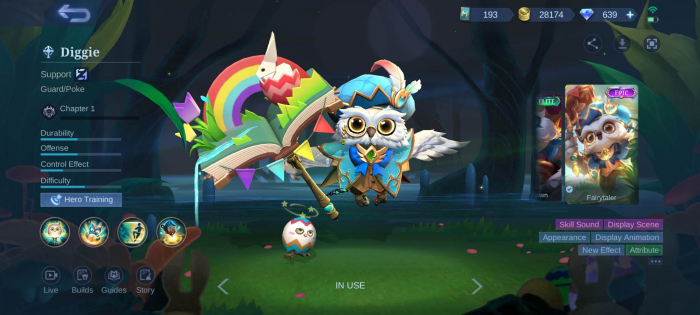 193
28174
639
Diggie
Support
Guard/Poke
Chapter 1
Durability
Offense
Control Effect
Difficulty
Hero Training
EPIC
Fairytaler
Skill Sound
Display Scene
Appearance
Display Animation
New Effect
Attribute
IN USE
Live
Builds
Guides
Story